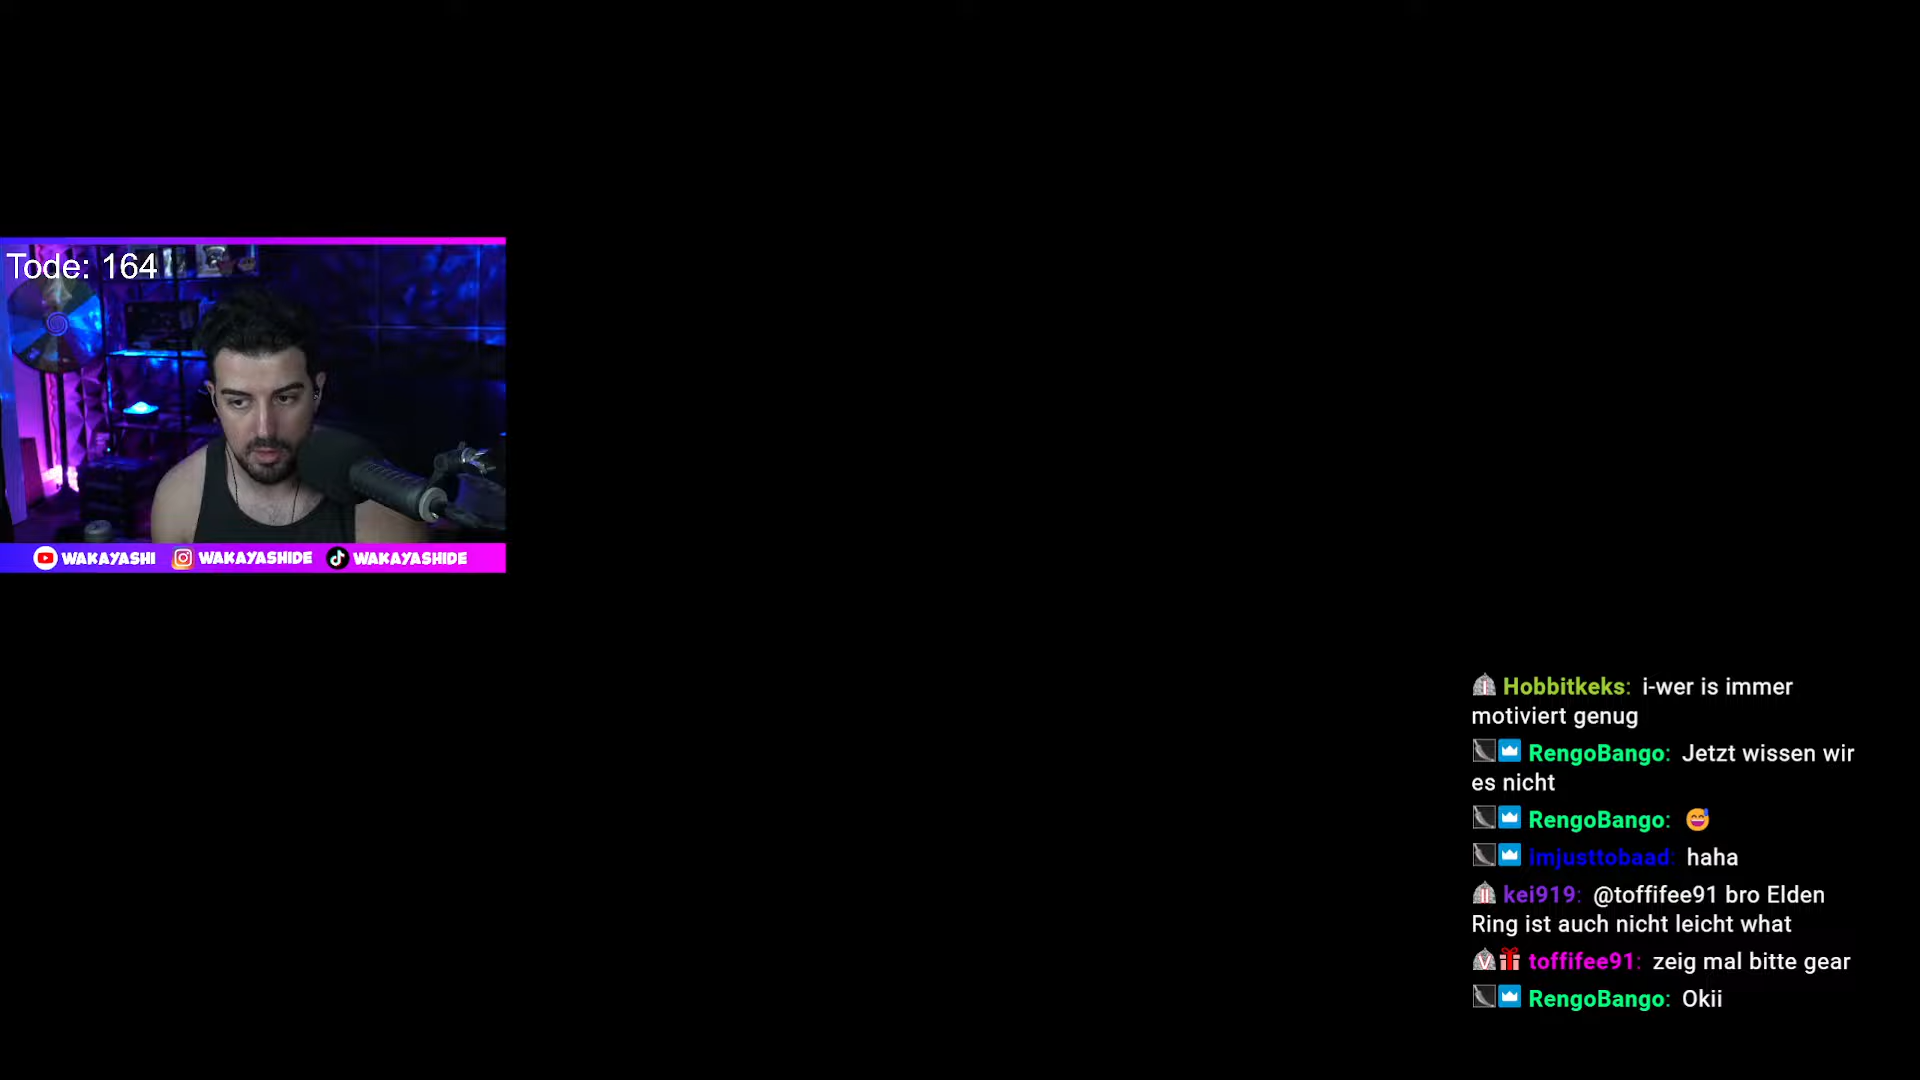 Tode: 164
WAKAYASHI WAKAYASHIDE WAKAYASHIDE
Hobbitkeks: i-wer is immer
motiviert genug
RengoBango: Jetzt wissen wir
es nicht
RengoBango: 😅
imjusttobaad: haha
kei919: @toffifee91 bro Elden
Ring ist auch nicht leicht what
toffifee91: zeig mal bitte gear
RengoBango: Okii